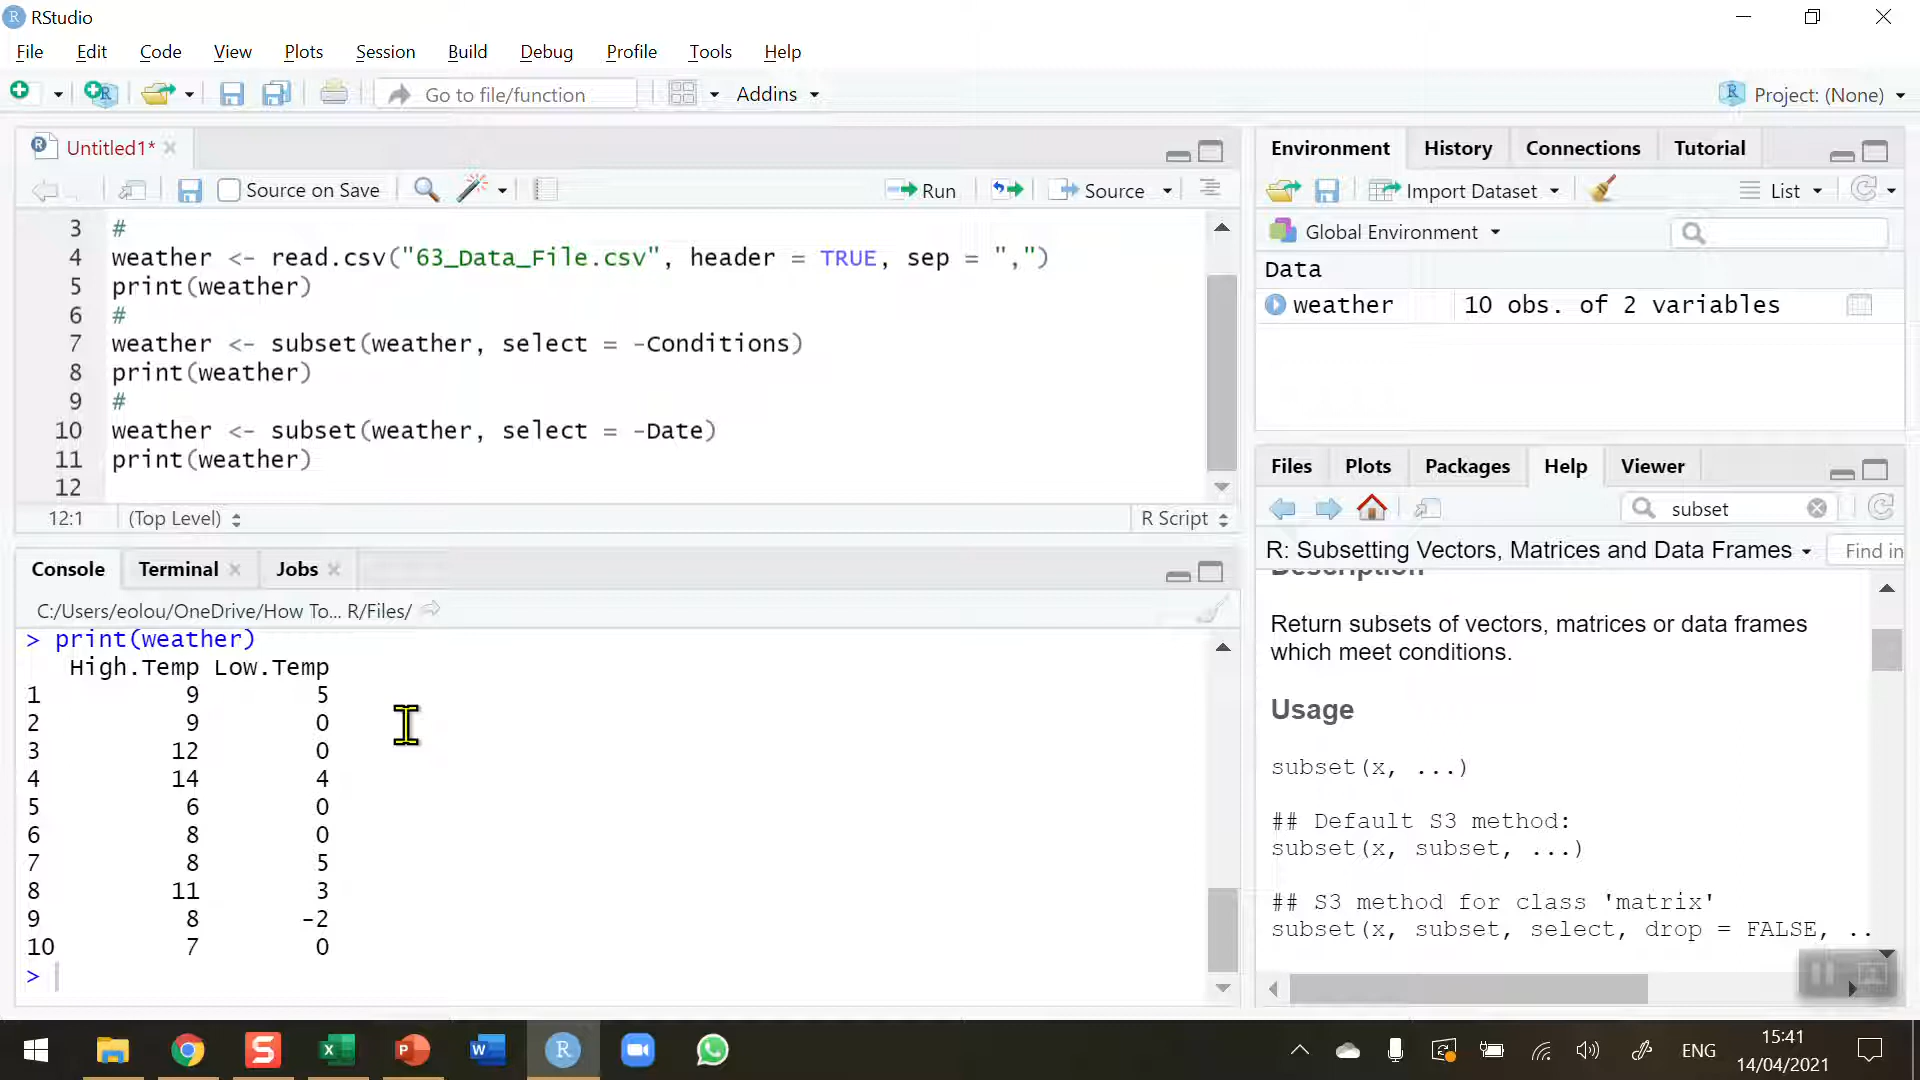 RStudio
File Edit Code View Plots Session Build Debug Profile Tools Help
Go to file/function Addins Project: (None)
Untitled1*
Source on Save Run Source
3 #
4 weather <- read.csv("63_Data_File.csv", header = TRUE, sep = ",")
5 print(weather)
6 #
7 weather <- subset(weather, select = -Conditions)
8 print(weather)
9 #
10 weather <- subset(weather, select = -Date)
11 print(weather)
12
12:1 (Top Level) R Script
Console Terminal Jobs
C:/Users/eolou/OneDrive/How To... R/Files/
> print(weather)
High.Temp Low.Temp
1 9 5
2 9 0
3 12 0
4 14 4
5 6 0
6 8 0
7 8 5
8 11 3
9 8 -2
10 7 0
>
Environment History Connections Tutorial
Import Dataset List
Global Environment
Data
weather 10 obs. of 2 variables
Files Plots Packages Help Viewer
subset
R: Subsetting Vectors, Matrices and Data Frames Find in
Description
Return subsets of vectors, matrices or data frames
which meet conditions.
Usage
subset(x, ...)
## Default S3 method:
subset(x, subset, ...)
## S3 method for class 'matrix'
subset(x, subset, select, drop = FALSE, ..
ENG 15:41
14/04/2021